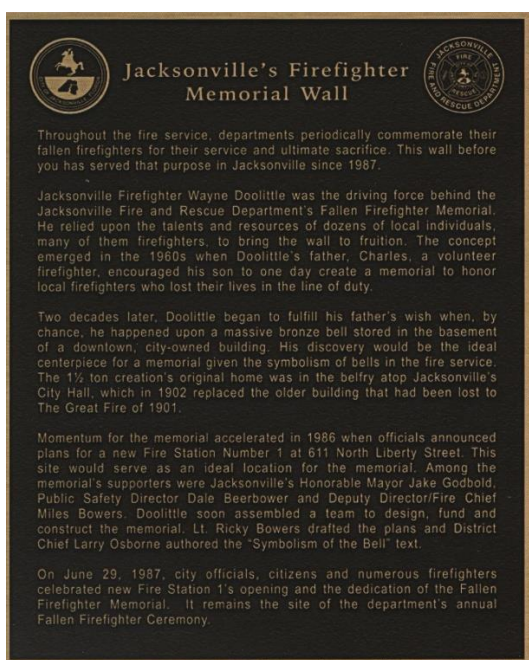 Jacksonville's Firefighter
Memorial Wall
JACKSONVILLE
FIRE
RESCUE
FIRE AND RESCUE DEPARTMENT
Throughout the fire service, departments periodically commemorate their
fallen firefighters for their service and ultimate sacrifice. This wall before
you has served that purpose in Jacksonville since 1987.
Jacksonville Firefighter Wayne Doolittle was the driving force behind the
Jacksonville Fire and Rescue Department's Fallen Firefighter Memorial.
He relied upon the talents and resources of dozens of local individuals,
many of them firefighters, to bring the wall to fruition. The concept
emerged in the 1960s when Doolittle's father, Charles, a volunteer
firefighter, encouraged his son to one day create a memorial to honor
local firefighters who lost their lives in the line of duty.
Two decades later, Doolittle began to fulfill his father's wish when, by
chance, he happened upon a massive bronze bell stored in the basement
of a downtown, city-owned building. His discovery would be the ideal
centerpiece for a memorial given the symbolism of bells in the fire service.
The 1½ ton creation's original home was in the belfry atop Jacksonville's
City Hall, which in 1902 replaced the older building that had been lost to
The Great Fire of 1901.
Momentum for the memorial accelerated in 1986 when officials announced
plans for a new Fire Station Number 1 at 611 North Liberty Street. This
site would serve as an ideal location for the memorial. Among the
memorial's supporters were Jacksonville's Honorable Mayor Jake Godbold,
Public Safety Director Dale Beerbower and Deputy Director/Fire Chief
Miles Bowers. Doolittle soon assembled a team to design, fund and
construct the memorial. Lt. Ricky Bowers drafted the plans and District
Chief Larry Osborne authored the "Symbolism of the Bell" text.
On June 29, 1987, city officials, citizens and numerous firefighters
celebrated new Fire Station 1's opening and the dedication of the Fallen
Firefighter Memorial. It remains the site of the department's annual
Fallen Firefighter Ceremony.